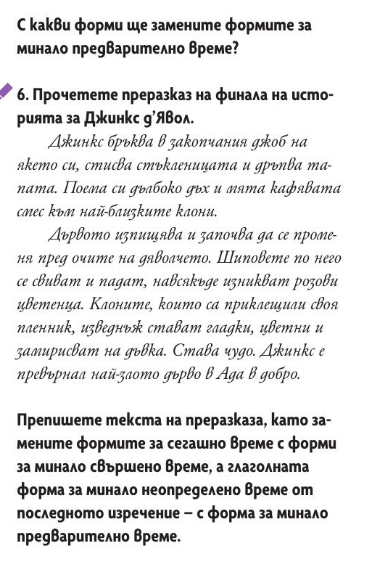 С какви форми ще замените формите за
минало предварително време?
6. Прочетете преразказ на финала на исто-
рията за Джинкс д’Явол.
Джинкс бръква в закопчания джоб на
якето си, стисва стъкленицата и дръпва та-
пата. Поема си дълбоко дъх и мята кафявата
смес към най-близките клони.
Дървото изпищява и започва да се проме-
ня пред очите на дяволчето. Шиповете по него
се свиват и падат, навсякъде изникват розови
цветенца. Клоните, които са приклещили своя
пленник, изведнъж стават гладки, цветни и
замирисват на дъвка. Става чудо. Джинкс е
превърнал най-злото дърво в Ада в добро.
Препишете текста на преразказа, като за-
мените формите за сегашно време с форми
за минало свършено време, а глаголната
форма за минало неопределено време от
последното изречение – с форма за минало
предварително време.